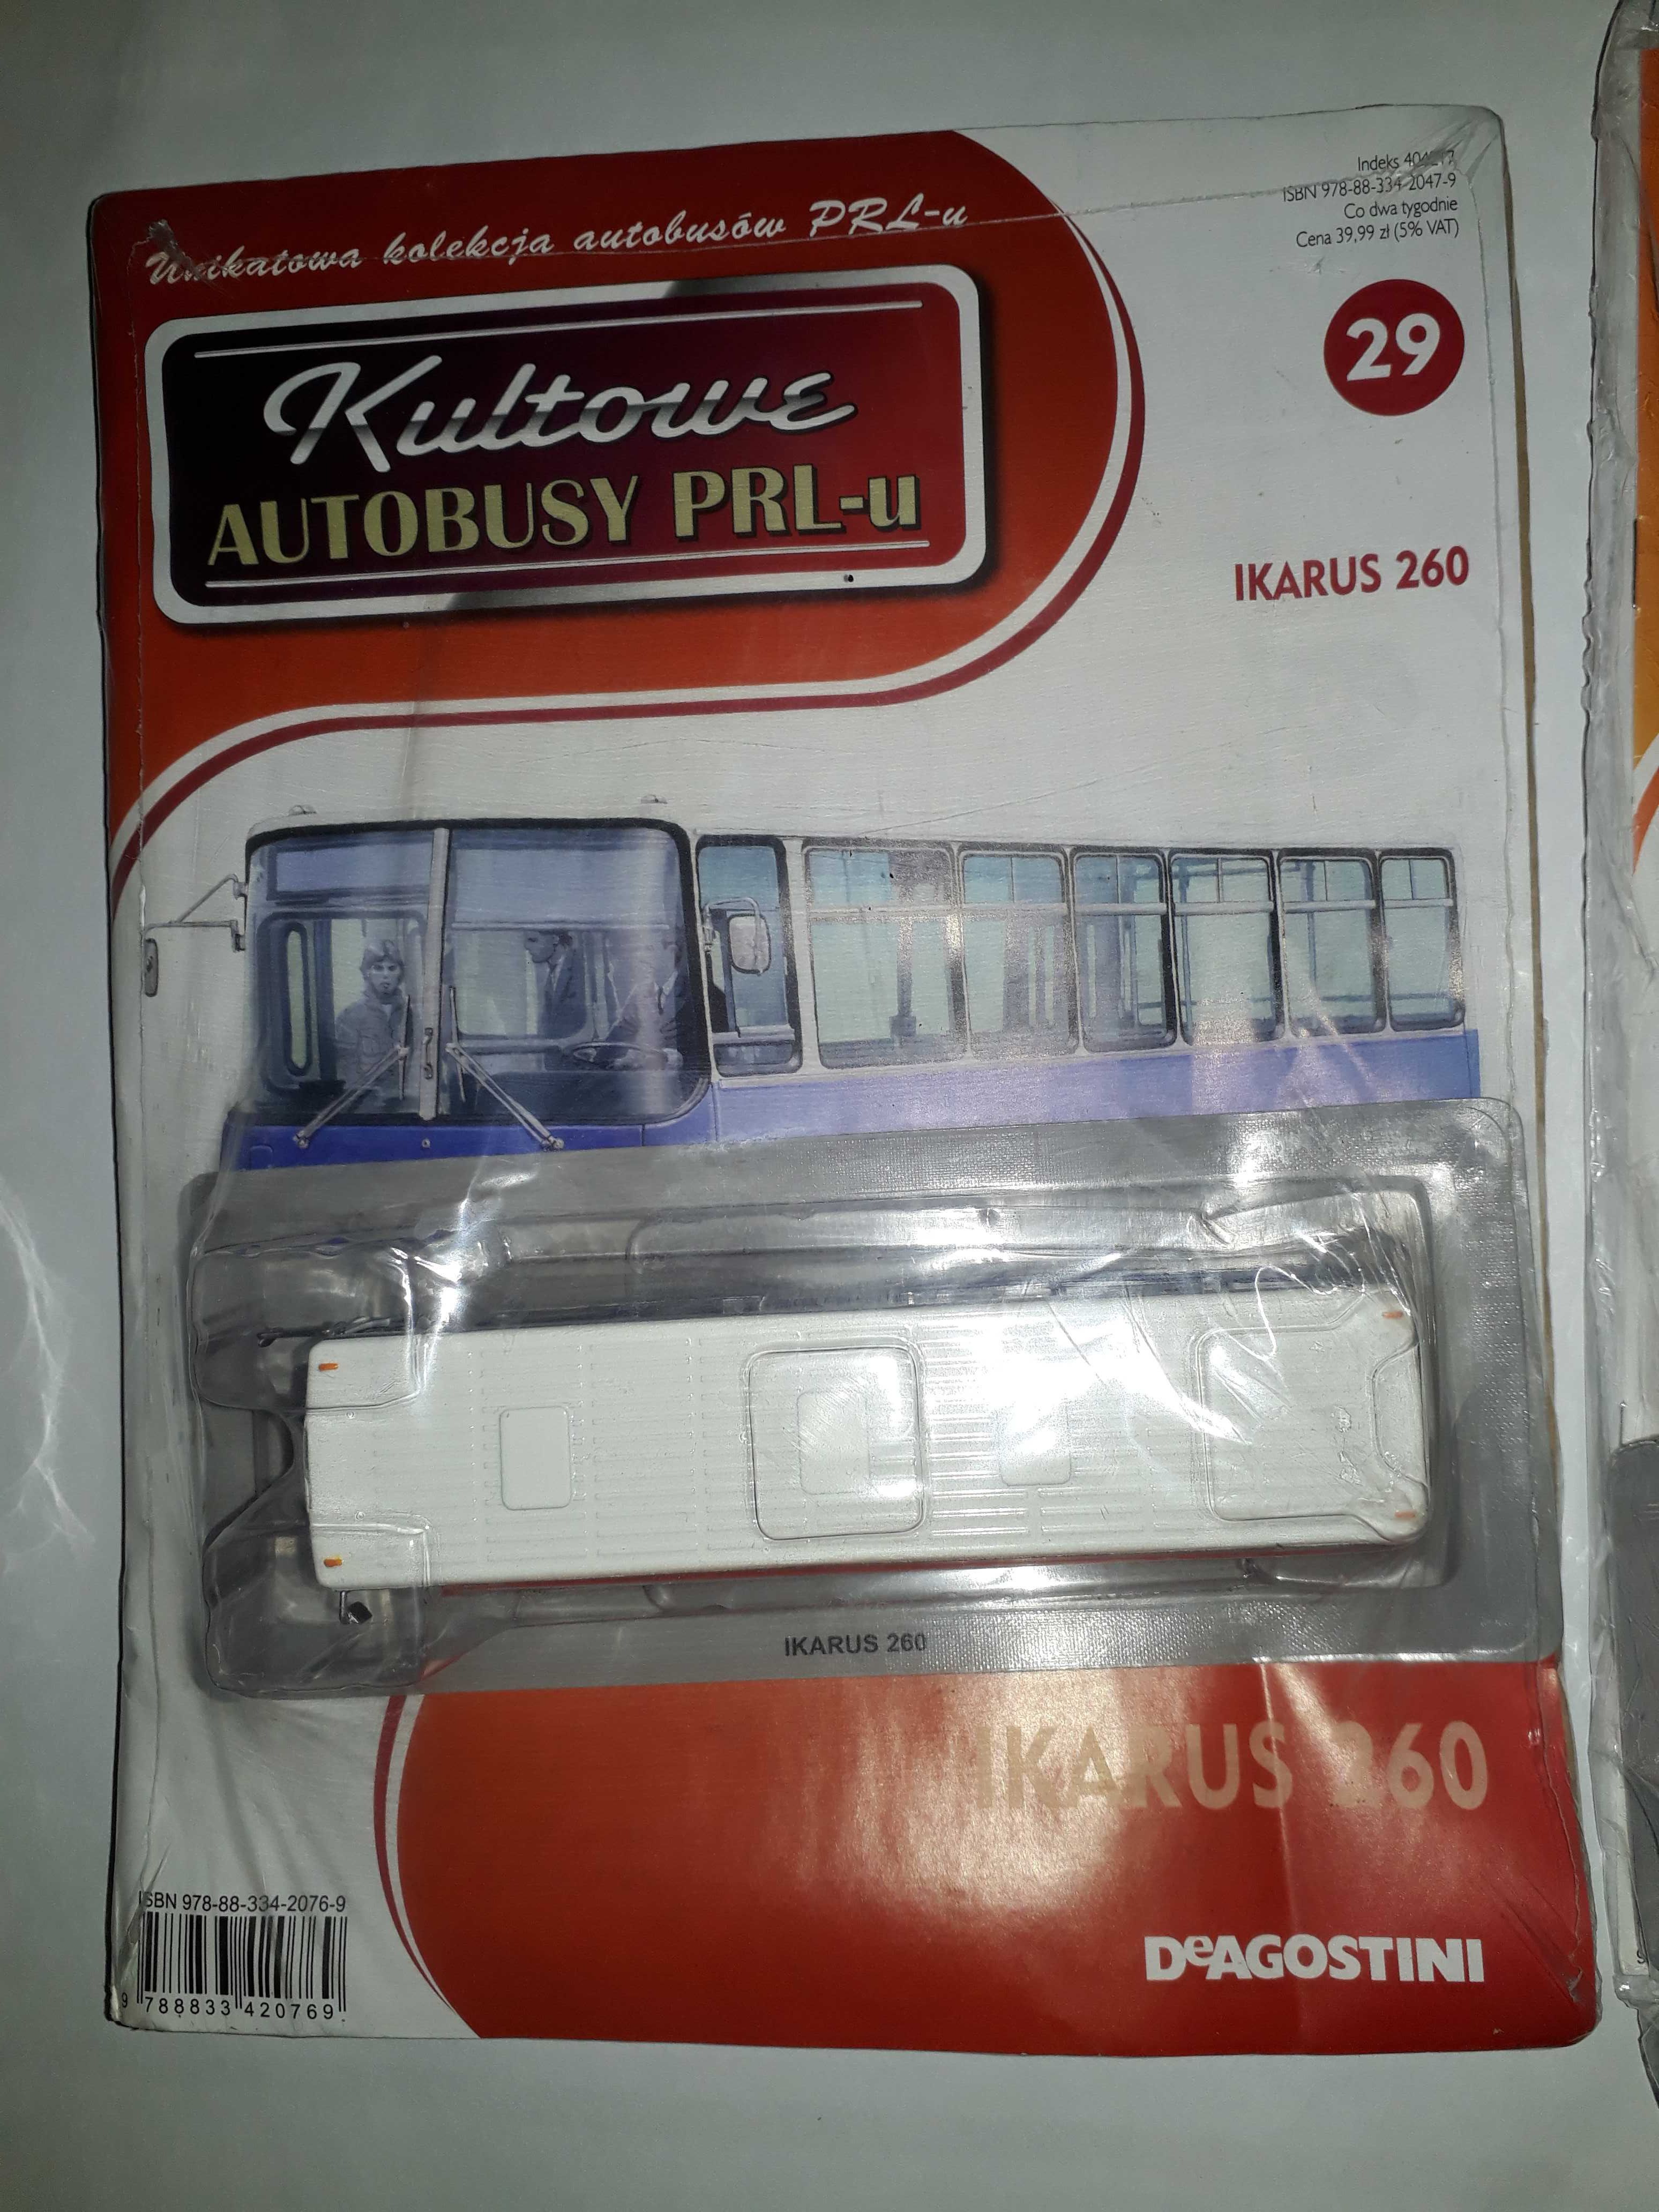 Unikatowa kolekcja autobusów PRL-u
Indeks
ISBN 978-88-334-2047-9
Co dwa tygodnie
Cena 39,99 zł (5% VAT)
29
Kultowe
AUTOBUSY PRL-u
IKARUS 260
IKARUS 260
IKARUS 260
ISBN 978-88-334-2076-9
9 788833 420769
DeAGOSTINI